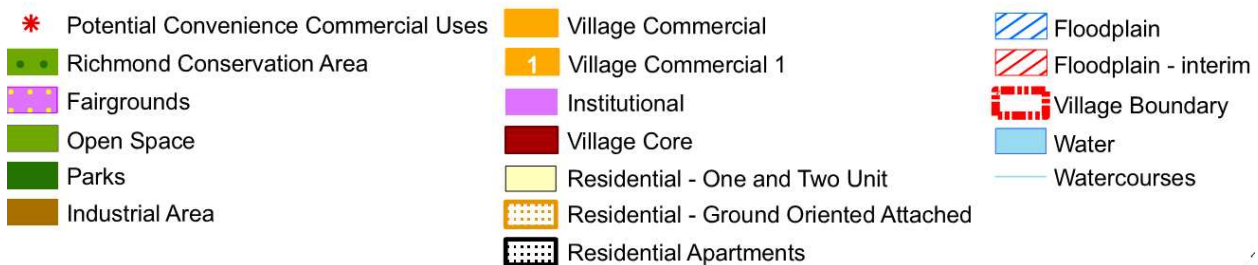 Potential Convenience Commercial Uses
Richmond Conservation Area
Fairgrounds
Open Space
Parks
Industrial Area
Village Commercial
1 Village Commercial 1
Institutional
Village Core
Residential - One and Two Unit
Residential - Ground Oriented Attached
Residential Apartments
Floodplain
Floodplain - interim
Village Boundary
Water
Watercourses